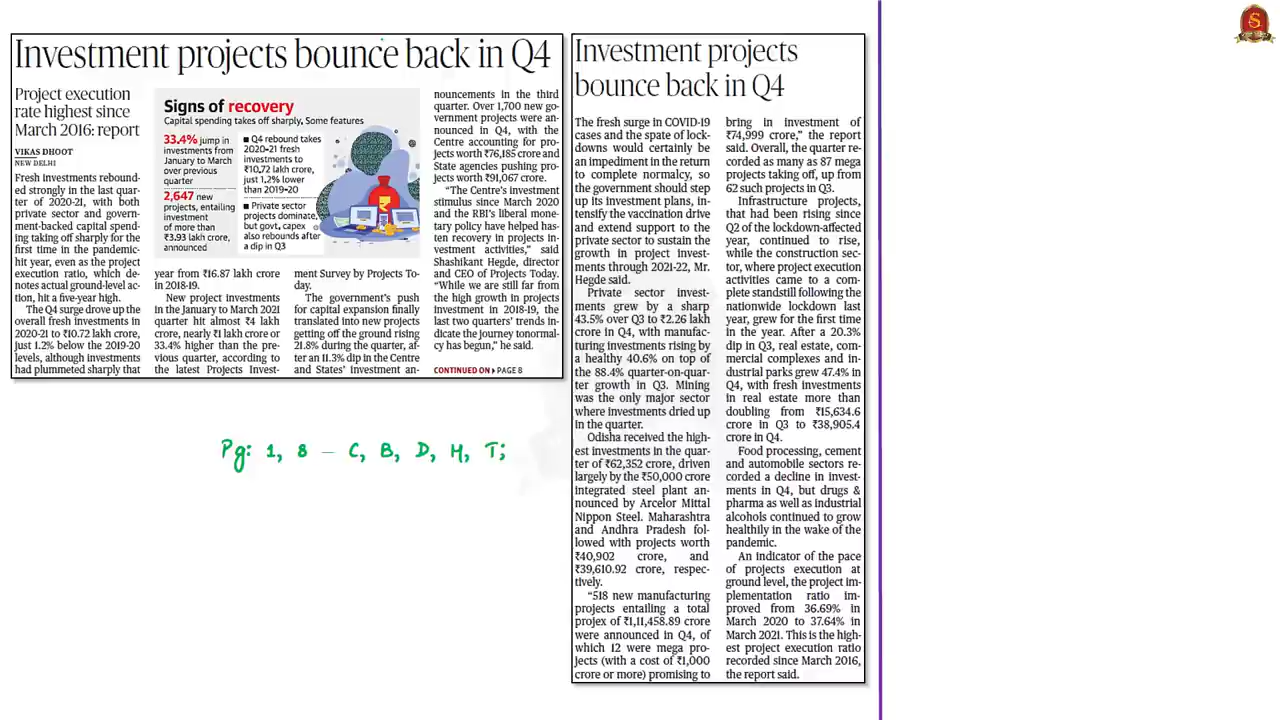 Investment projects bounce back in Q4
Project execution
rate highest since
March 2016: report
VIKAS DHOOT
NEW DELHI
Fresh investments rebound-
ed strongly in the last quar-
ter of 2020-21, with both
private sector and govern-
ment-backed capital spend-
ing taking off sharply for the
first time in the pandemic-
hit year, even as the project
execution ratio, which de-
notes actual ground-level ac-
tion, hit a five-year high.
The Q4 surge drove up the
overall fresh investments in
2020-21 to ₹10.72 lakh crore,
just 1.2% below the 2019-20
levels, although investments
had plummeted sharply that
Signs of recovery
Capital spending takes off sharply, Some features
33.4% jump in
investments from
January to March
over previous
quarter
2,647 new
projects, entailing
investment
of more than
₹3.93 lakh crore,
announced
■ Q4 rebound takes
2020-21 fresh
investments to
₹10,72 lakh crore,
just 1.2% lower
than 2019-20
■ Private sector
projects dominate,
but govt. capex
also rebounds after
a dip in Q3
year from ₹16.87 lakh crore
in 2018-19.
New project investments
in the January to March 2021
quarter hit almost ₹4 lakh
crore, nearly ₹1 lakh crore or
33.4% higher than the pre-
vious quarter, according to
the latest Projects Invest-
ment Survey by Projects To-
day.
The government's push
for capital expansion finally
translated into new projects
getting off the ground rising
21.8% during the quarter, af-
ter an 11.3% dip in the Centre
and States' investment an-
nouncements in the third
quarter. Over 1,700 new go-
vernment projects were an-
nounced in Q4, with the
Centre accounting for pro-
jects worth ₹76,185 crore and
State agencies pushing pro-
jects worth ₹91,067 crore.
"The Centre's investment
stimulus since March 2020
and the RBI's liberal mone-
tary policy have helped has-
ten recovery in projects in-
vestment activities," said
Shashikant Hegde, director
and CEO of Projects Today.
"While we are still far from
the high growth in projects
investment in 2018-19, the
last two quarters' trends in-
dicate the journey tonormal-
cy has begun," he said.
CONTINUED ON ▸ PAGE 8
Investment projects
bounce back in Q4
The fresh surge in COVID-19
cases and the spate of lock-
downs would certainly be
an impediment in the return
to complete normalcy, so
the government should step
up its investment plans, in-
tensify the vaccination drive
and extend support to the
private sector to sustain the
growth in project invest-
ments through 2021-22, Mr.
Hegde said.
Private sector invest-
ments grew by a sharp
43.5% over Q3 to ₹2.26 lakh
crore in Q4, with manufac-
turing investments rising by
a healthy 40.6% on top of
the 88.4% quarter-on-quar-
ter growth in Q3. Mining
was the only major sector
where investments dried up
in the quarter.
Odisha received the high-
est investments in the quar-
ter of ₹62,352 crore, driven
largely by the ₹50,000 crore
integrated steel plant an-
nounced by Arcelor Mittal
Nippon Steel. Maharashtra
and Andhra Pradesh fol-
lowed with projects worth
₹40,902 crore, and
₹39,610.92 crore, respec-
tively.
"518 new manufacturing
projects entailing a total
projex of ₹1,11,458.89 crore
were announced in Q4, of
which 12 were mega pro-
jects (with a cost of ₹1,000
crore or more) promising to
bring in investment of
₹74,999 crore," the report
said. Overall, the quarter re-
corded as many as 87 mega
projects taking off, up from
62 such projects in Q3.
Infrastructure projects,
that had been rising since
Q2 of the lockdown-affected
year, continued to rise,
while the construction sec-
tor, where project execution
activities came to a com-
plete standstill following the
nationwide lockdown last
year, grew for the first time
in the year. After a 20.3%
dip in Q3, real estate, com-
mercial complexes and in-
dustrial parks grew 47.4% in
Q4, with fresh investments
in real estate more than
doubling from ₹15,634.6
crore in Q3 to ₹38,905.4
crore in Q4.
Food processing, cement
and automobile sectors re-
corded a decline in invest-
ments in Q4, but drugs &
pharma as well as industrial
alcohols continued to grow
healthily in the wake of the
pandemic.
An indicator of the pace
of projects execution at
ground level, the project im-
plementation ratio im-
proved from 36.69% in
March 2020 to 37.64% in
March 2021. This is the high-
est project execution ratio
recorded since March 2016,
the report said.
Pg: 1, 8 – C, B, D, H, T;